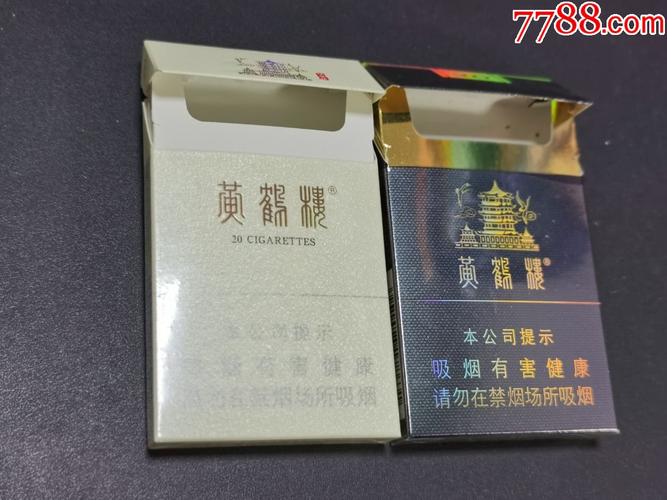 7788.com
黄鹤楼®
20 CIGARETTES
本公司提示
吸烟有害健康
请勿在禁烟场所吸烟
黄鹤楼®
本公司提示
吸烟有害健康
请勿在禁烟场所吸烟